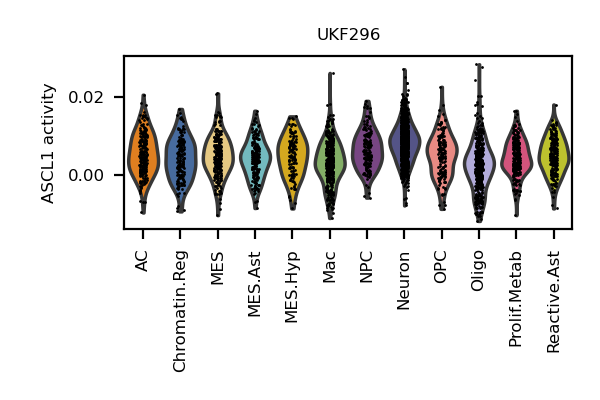 UKF296
ASCL1 activity
0.02
0.00
AC
Chromatin.Reg
MES
MES.Ast
MES.Hyp
Mac
NPC
Neuron
OPC
Oligo
Prolif.Metab
Reactive.Ast